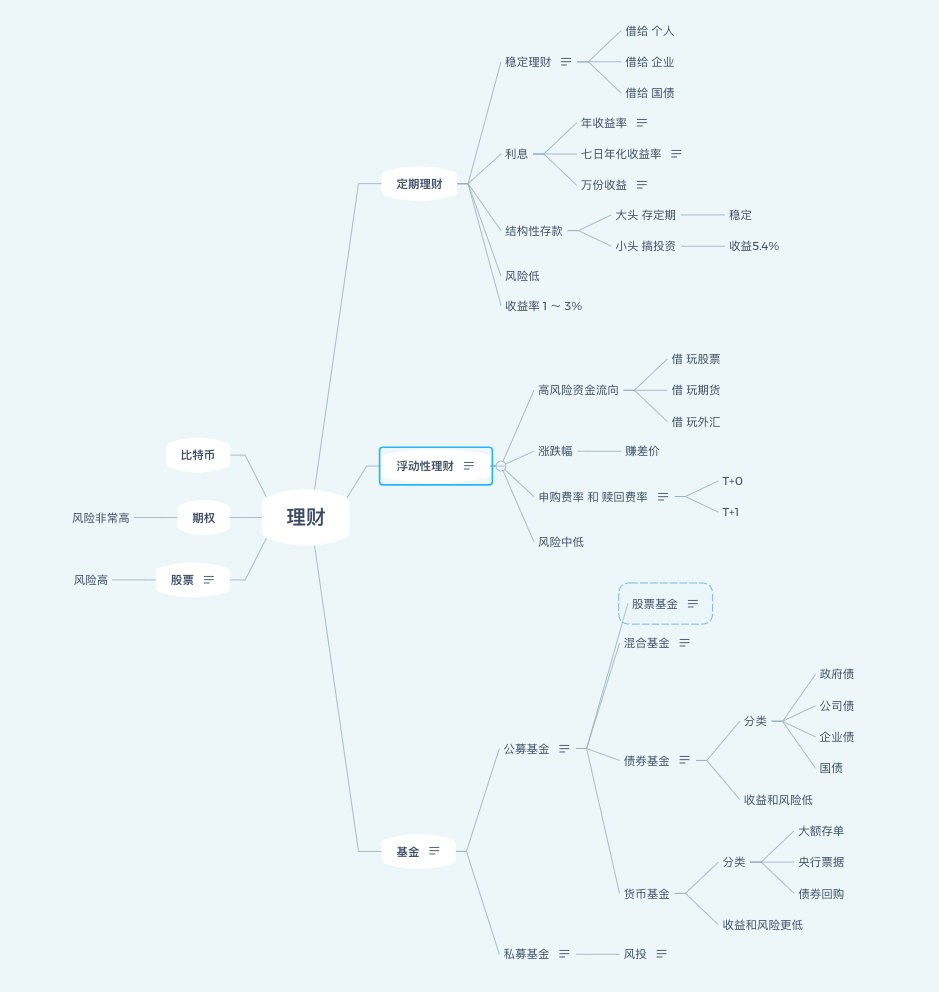 借给 个人
稳定理财
借给 企业
借给 国债
年收益率
利息
七日年化收益率
万份收益
定期理财
大头 存定期
稳定
结构性存款
小头 搞投资
收益5.4%
风险低
收益率 1 ～ 3%
借 玩股票
高风险资金流向
借 玩期货
借 玩外汇
涨跌幅
赚差价
浮动性理财
申购费率 和 赎回费率
T+0
T+1
风险中低
比特币
理财
期权
风险非常高
股票
风险高
股票基金
混合基金
公募基金
债券基金
分类
政府债
公司债
企业债
国债
收益和风险低
基金
货币基金
分类
大额存单
央行票据
债券回购
收益和风险更低
私募基金
风投